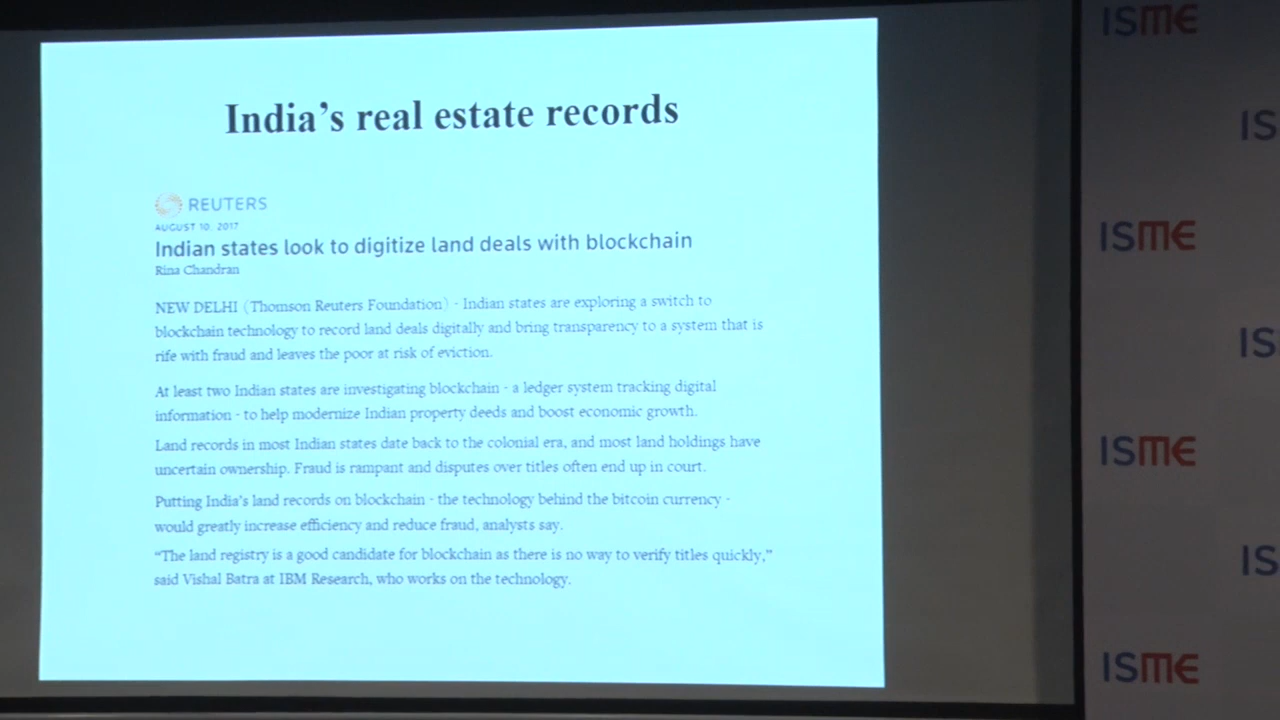 India's real estate records
REUTERS
AUGUST 10, 2017
Indian states look to digitize land deals with blockchain
Rina Chandran
NEW DELHI (Thomson Reuters Foundation) - Indian states are exploring a switch to
blockchain technology to record land deals digitally and bring transparency to a system that is
rife with fraud and leaves the poor at risk of eviction.
At least two Indian states are investigating blockchain - a ledger system tracking digital
information - to help modernize Indian property deeds and boost economic growth.
Land records in most Indian states date back to the colonial era, and most land holdings have
uncertain ownership. Fraud is rampant and disputes over titles often end up in court.
Putting India's land records on blockchain - the technology behind the bitcoin currency -
would greatly increase efficiency and reduce fraud, analysts say.
“The land registry is a good candidate for blockchain as there is no way to verify titles quickly,”
said Vishal Batra at IBM Research, who works on the technology.
ISME
IS
ISME
IS
ISME
IS
ISME